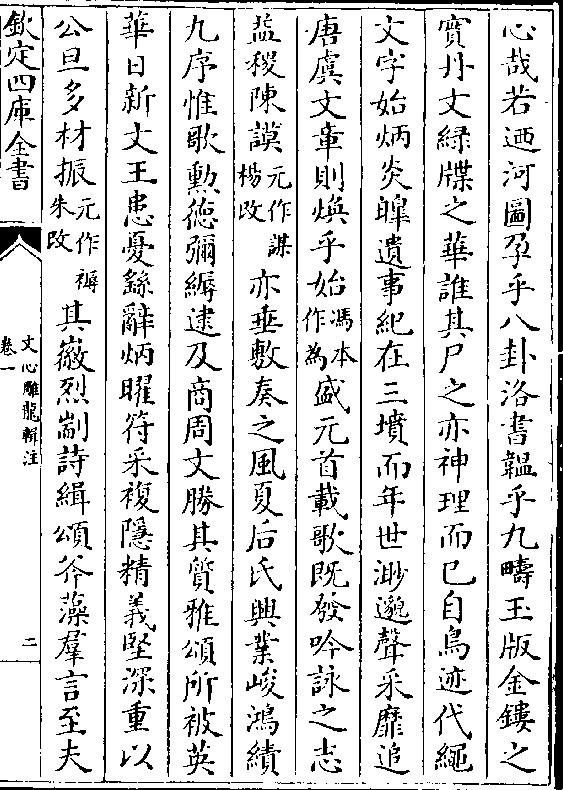 心哉若廼河圖孕乎八卦洛書韞乎九疇玉版金鏤之
實丹文綠牒之華誰其尸之亦神理而已自鳥迹代繩
文字始炳炎皥遺事紀在三墳而年世渺邈聲采靡追
唐虞文章則煥乎始馮本作為盛元首載歌旣發吟詠之志
益稷陳謨元作謀楊改亦垂敷奏之風夏后氏興業峻鴻績
九序惟歌勲德彌縟逮及商周文勝其質雅頌所被英
華日新文王患憂繇辭炳曜符采複隱精義堅深重以
公旦多材振元作褥朱改其徽烈剬詩緝頌斧藻羣言至夫
欽定四庫全書
文心雕龍輯注
卷一
二